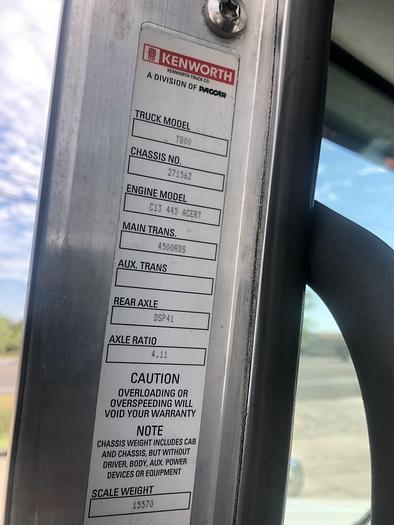 KENWORTH
KENWORTH TRUCK CO.
A DIVISION OF PACCAR
TRUCK MODEL
T800
CHASSIS NO.
271562
ENGINE MODEL
C13 445 ACERT
MAIN TRANS.
4500RDS
AUX. TRANS
REAR AXLE
DSP41
AXLE RATIO
4.11
CAUTION
OVERLOADING OR
OVERSPEEDING WILL
VOID YOUR WARRANTY
NOTE
CHASSIS WEIGHT INCLUDES CAB
AND CHASSIS, BUT WITHOUT
DRIVER, BODY, AUX. POWER
DEVICES OR EQUIPMENT
SCALE WEIGHT
15570